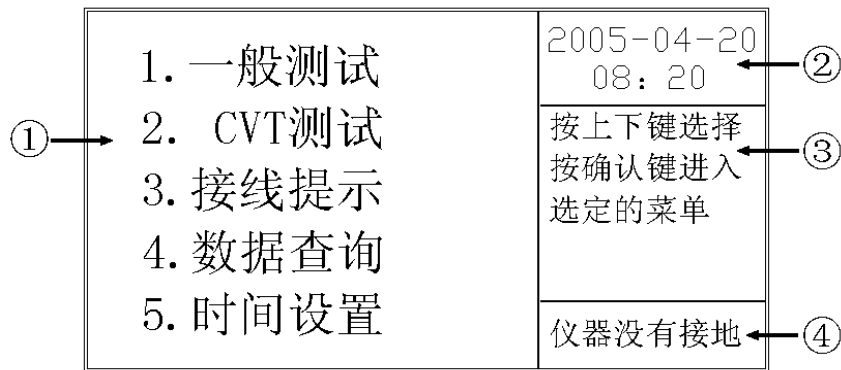 1.一般测试
2. CVT测试
3.接线提示
4.数据查询
5.时间设置
2005-04-20
08：20
按上下键选择
按确认键进入
选定的菜单
仪器没有接地
①
②
③
④